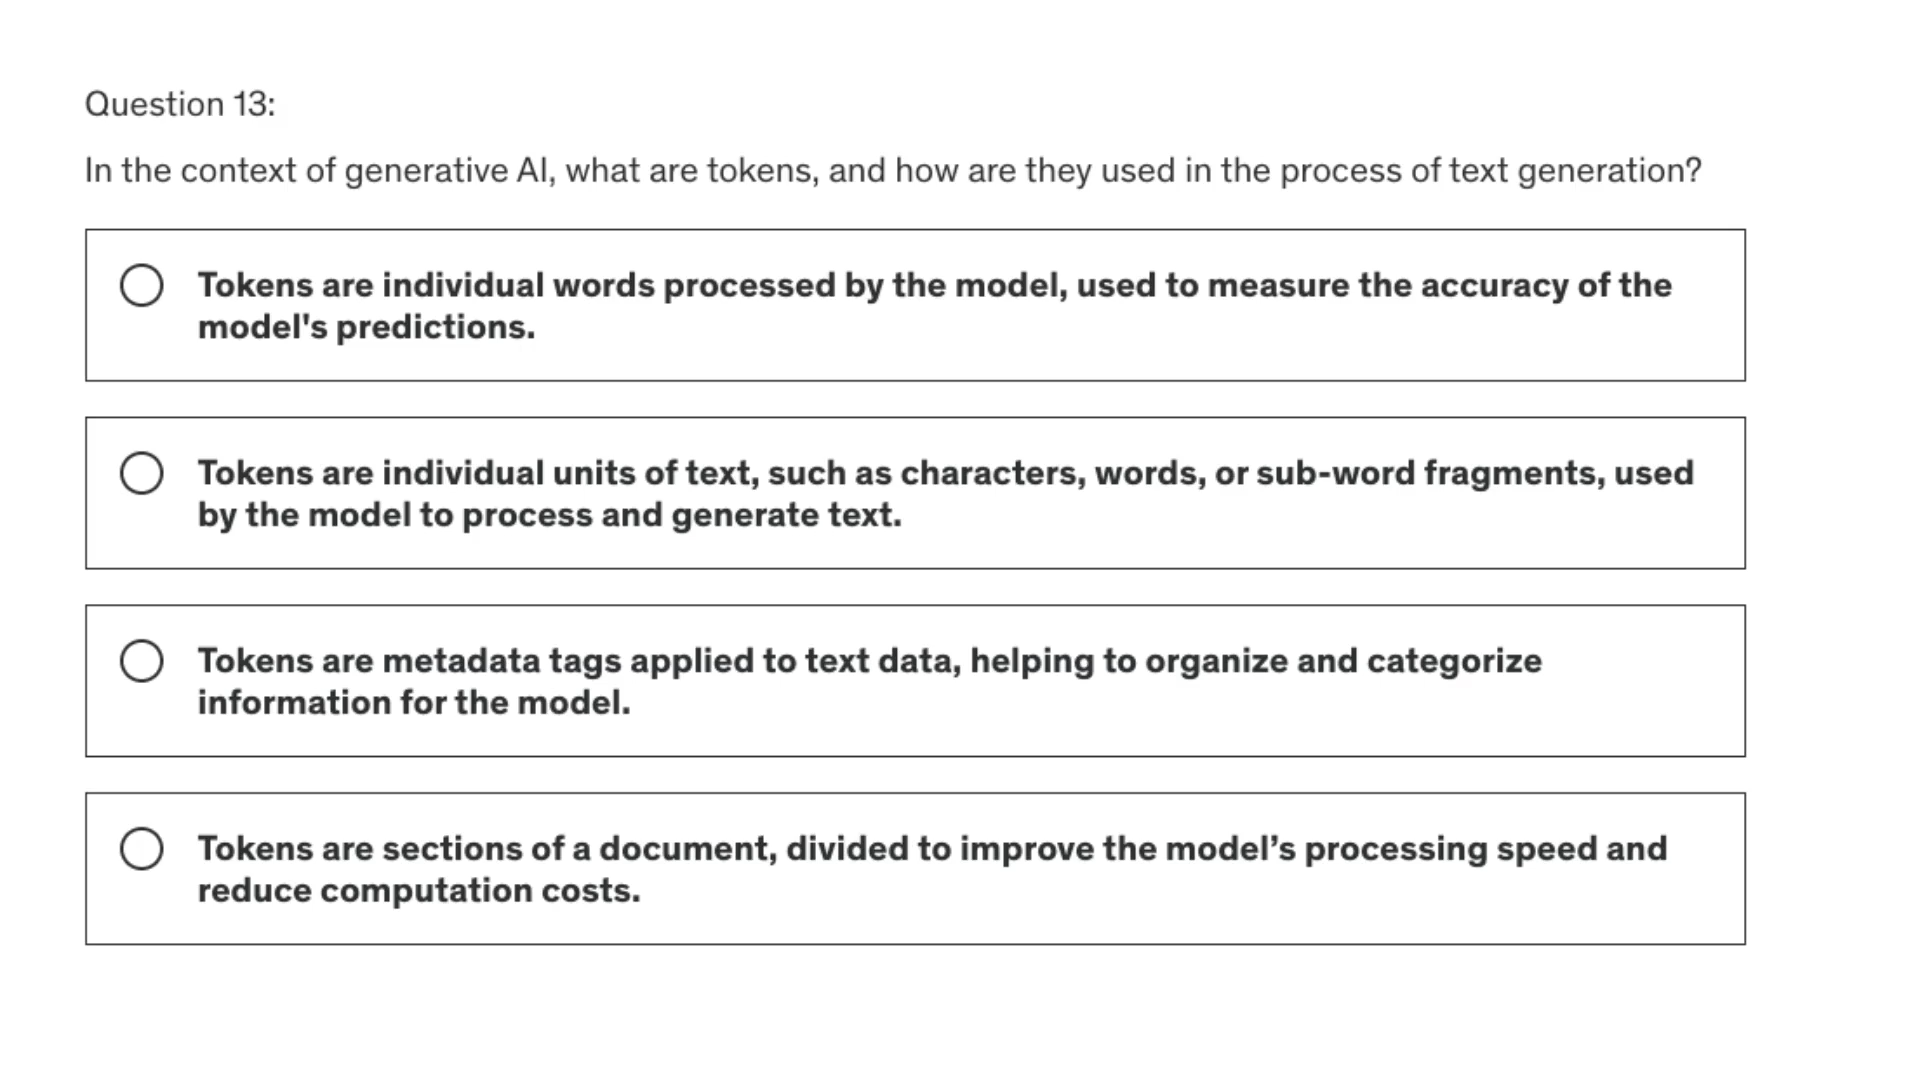 Question 13:
In the context of generative AI, what are tokens, and how are they used in the process of text generation?
Tokens are individual words processed by the model, used to measure the accuracy of the
model's predictions.
Tokens are individual units of text, such as characters, words, or sub-word fragments, used
by the model to process and generate text.
Tokens are metadata tags applied to text data, helping to organize and categorize
information for the model.
Tokens are sections of a document, divided to improve the model’s processing speed and
reduce computation costs.